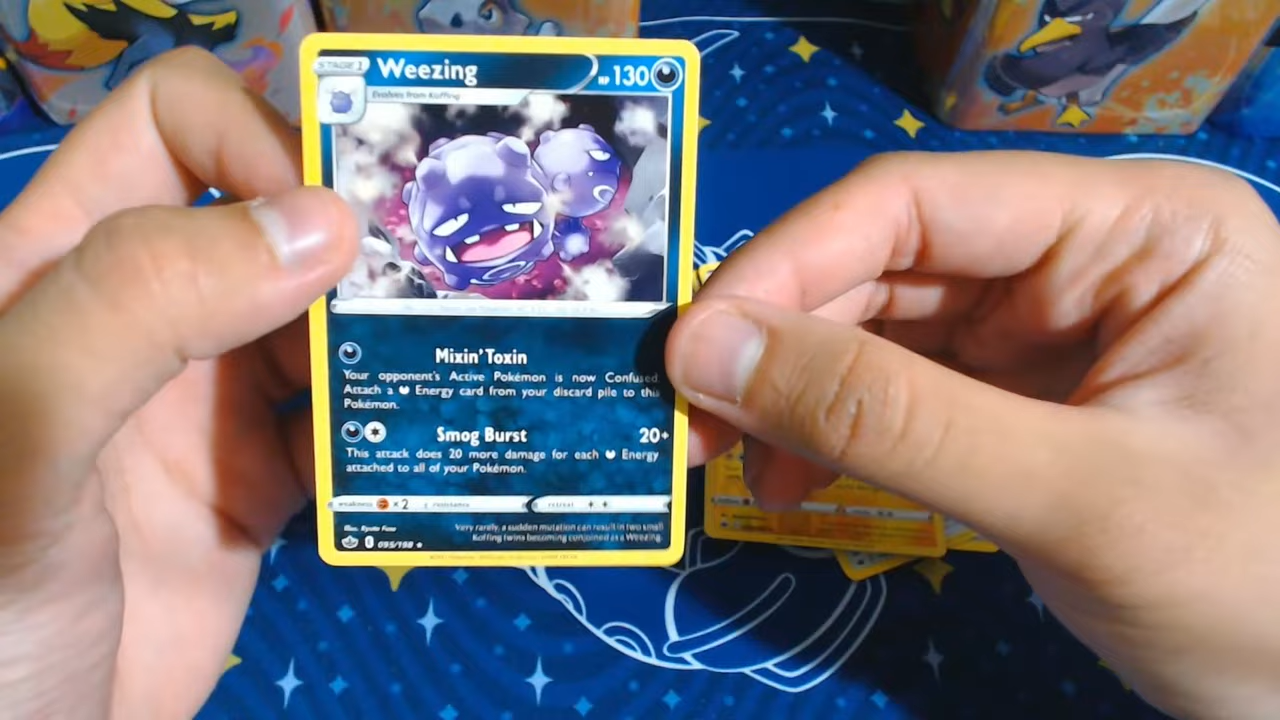 STAGE 1
Weezing
HP 130
Evolves from Koffing
Mixin' Toxin
Your opponent's Active Pokémon is now Confused.
Attach a Energy card from your discard pile to this
Pokémon.
Smog Burst 20+
This attack does 20 more damage for each Energy
attached to all of your Pokémon.
weakness ×2 resistance retreat
Illus. Ryota Fuse
Very rarely, a sudden mutation can result in two small
Koffing twins becoming conjoined as a Weezing.
095/198